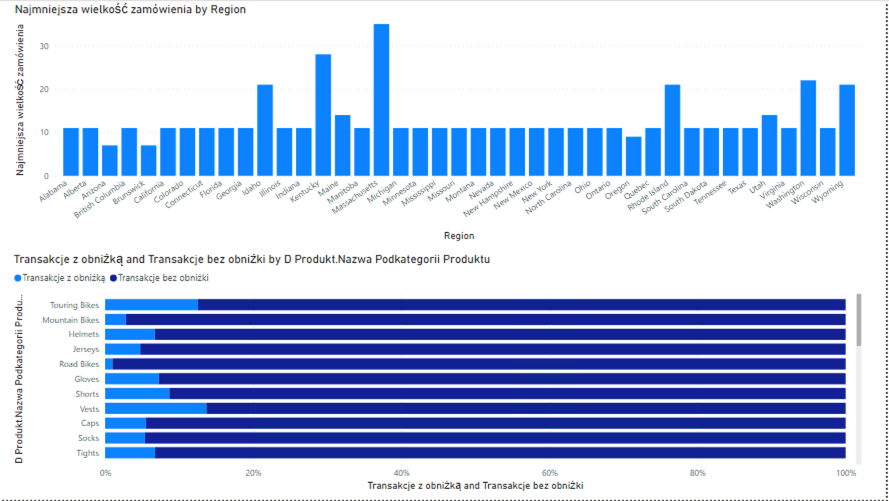 Najmniejsza wielkość zamówienia by Region
Najmniejsza wielkość zamówienia
30
20
10
0
Alabama
Alberta
Arizona
British Columbia
Brunswick
California
Colorado
Connecticut
Florida
Georgia
Idaho
Illinois
Indiana
Kentucky
Maine
Manitoba
Massachusetts
Michigan
Minnesota
Mississippi
Missouri
Montana
Nevada
New Hampshire
New Mexico
New York
North Carolina
Ohio
Ontario
Oregon
Quebec
Rhode Island
South Carolina
South Dakota
Tennessee
Texas
Utah
Virginia
Washington
Wisconsin
Wyoming
Region
Transakcje z obniżką and Transakcje bez obniżki by D Produkt.Nazwa Podkategorii Produktu
Transakcje z obniżką Transakcje bez obniżki
D Produkt.Nazwa Podkategorii Produ...
Touring Bikes
Mountain Bikes
Helmets
Jerseys
Road Bikes
Gloves
Shorts
Vests
Caps
Socks
Tights
0% 20% 40% 60% 80% 100%
Transakcje z obniżką and Transakcje bez obniżki